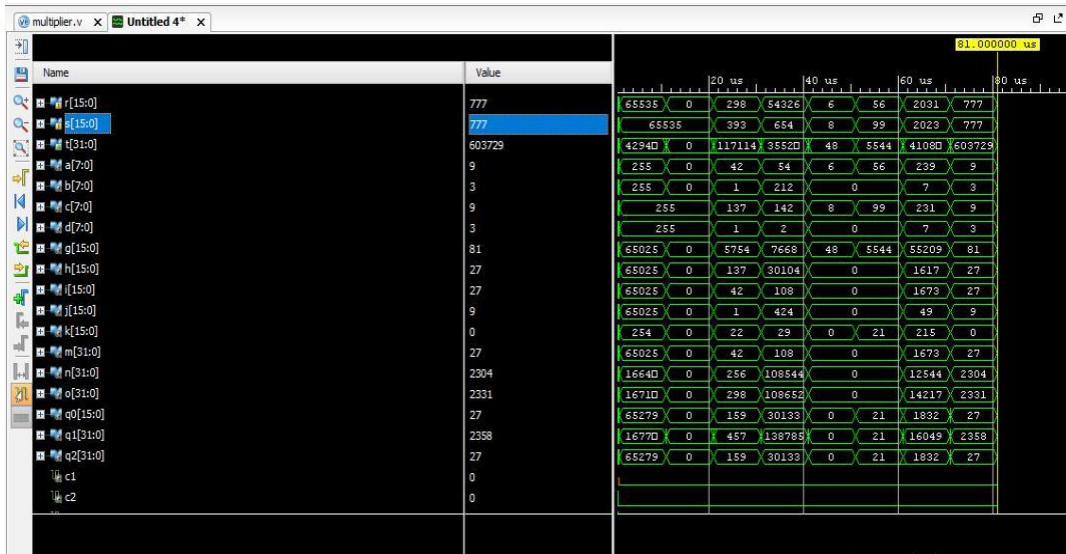 multiplier.v x Untitled 4* x
81.000000 us
Name Value
20 us 40 us 60 us 80 us
r[15:0] 777 65535 0 298 54326 6 56 2031 777
s[15:0] 777 65535 393 654 8 99 2023 777
t[31:0] 603729 4294 0 117114 3552 48 5544 4108 603729
a[7:0] 9 255 0 42 54 6 56 239 9
b[7:0] 3 255 0 1 212 0 7 3
c[7:0] 9 255 137 142 8 99 231 9
d[7:0] 3 255 1 2 0 7 3
g[15:0] 81 65025 0 5754 7668 48 5544 55209 81
h[15:0] 27 65025 0 137 30104 0 1617 27
i[15:0] 27 65025 0 42 108 0 1673 27
j[15:0] 9 65025 0 1 424 0 49 9
k[15:0] 0 254 0 22 29 0 21 215 0
m[31:0] 27 65025 0 42 108 0 1673 27
n[31:0] 2304 1664 0 256 108544 0 12544 2304
o[31:0] 2331 1671 0 298 108652 0 14217 2331
q0[15:0] 27 65279 0 159 30133 0 21 1832 27
q1[31:0] 2358 1677 0 457 138785 0 21 16049 2358
q2[31:0] 27 65279 0 159 30133 0 21 1832 27
c1 0
c2 0